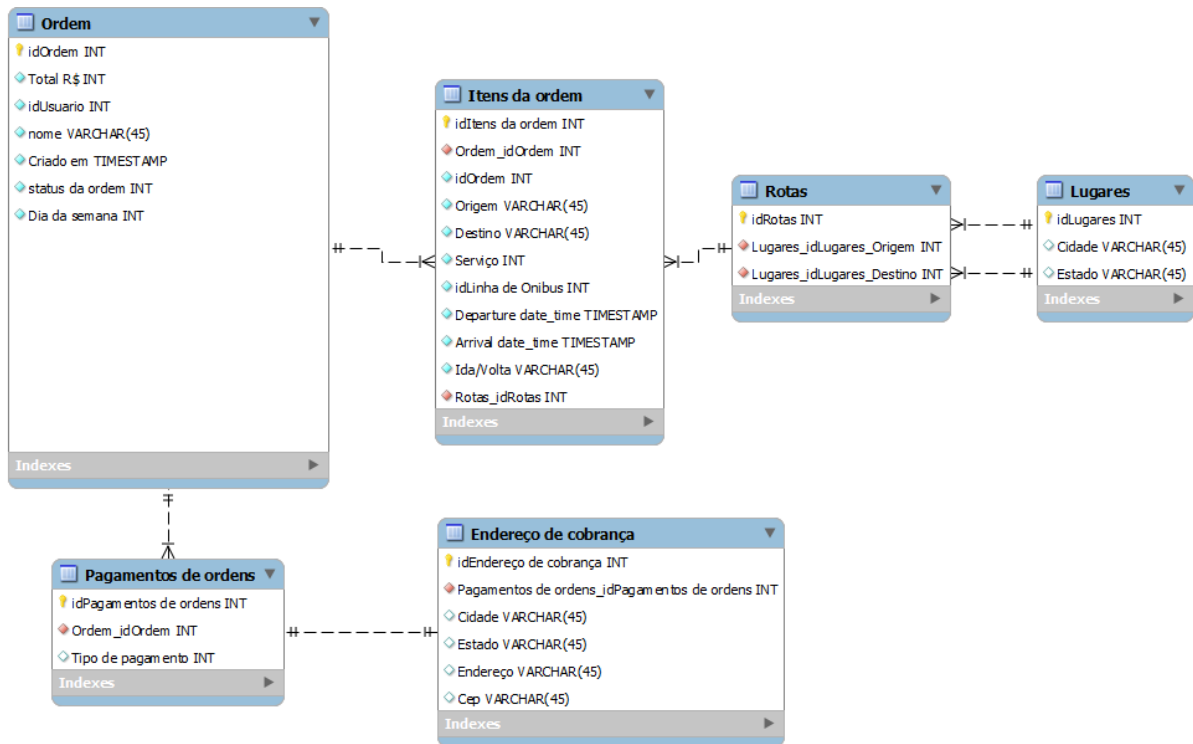 Ordem
idOrdem INT
Total R$ INT
idUsuario INT
nome VARCHAR(45)
Criado em TIMESTAMP
status da ordem INT
Dia da semana INT
Indexes
Itens da ordem
idItens da ordem INT
Ordem_idOrdem INT
idOrdem INT
Origem VARCHAR(45)
Destino VARCHAR(45)
Serviço INT
idLinha de Onibus INT
Departure date_time TIMESTAMP
Arrival date_time TIMESTAMP
Ida/Volta VARCHAR(45)
Rotas_idRotas INT
Indexes
Rotas
idRotas INT
Lugares_idLugares_Origem INT
Lugares_idLugares_Destino INT
Indexes
Lugares
idLugares INT
Cidade VARCHAR(45)
Estado VARCHAR(45)
Indexes
Pagamentos de ordens
idPagamentos de ordens INT
Ordem_idOrdem INT
Tipo de pagamento INT
Indexes
Endereço de cobrança
idEndereço de cobrança INT
Pagamentos de ordens_idPagamentos de ordens INT
Cidade VARCHAR(45)
Estado VARCHAR(45)
Endereço VARCHAR(45)
Cep VARCHAR(45)
Indexes